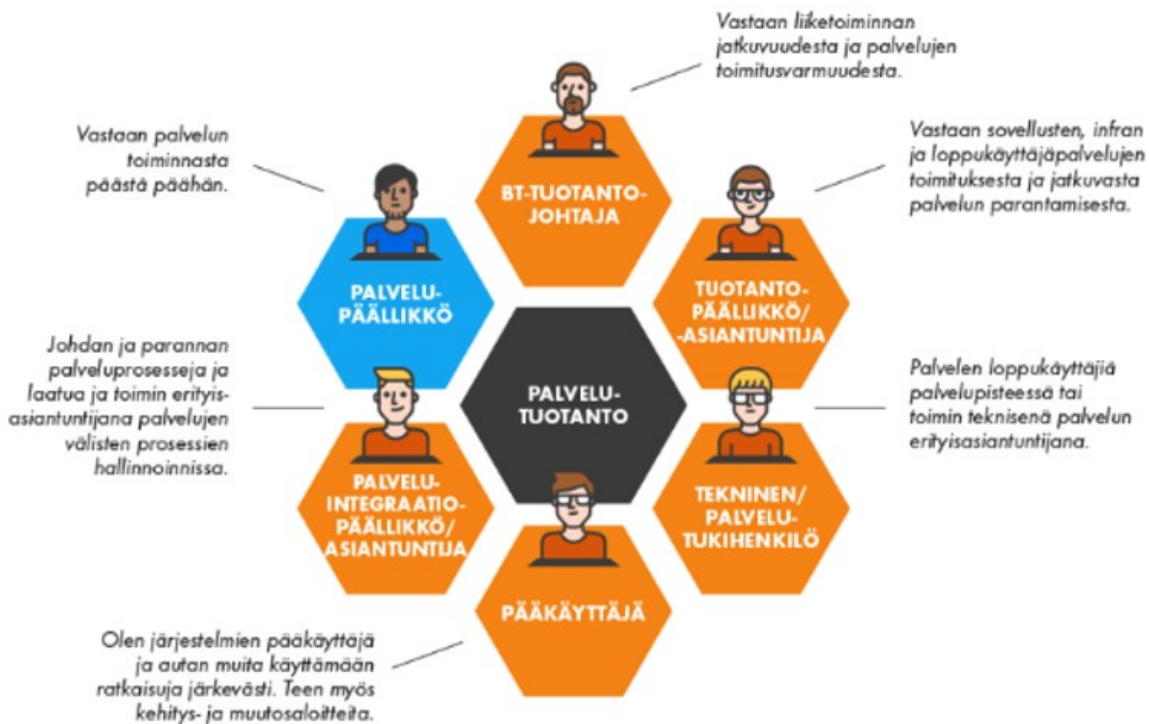 Vastaan liiketoiminnan
jatkuvuudesta ja palvelujen
toimitusvarmuudesta.
BT-TUOTANTO-
JOHTAJA
Vastaan palvelun
toiminnasta
päästä päähän.
PALVELU-
PÄÄLLIKKÖ
Vastaan sovellusten, infran
ja loppukäyttäjäpalvelujen
toimituksesta ja jatkuvasta
palvelun parantamisesta.
TUOTANTO-
PÄÄLLIKKÖ/
-ASIANTUNTIJA
PALVELU-
TUOTANTO
Johdan ja parannan
palveluprosesseja ja
laatua ja toimin erityis-
asiantuntijana palvelujen
välisten prosessien
hallinnoinnissa.
PALVELU-
INTEGRAATIO-
PÄÄLLIKKÖ/
ASIANTUNTIJA
Palvelen loppukäyttäjiä
palvelupisteessä tai
toimin teknisenä palvelun
erityisasiantuntijana.
TEKNINEN/
PALVELU-
TUKIHENKILÖ
PÄÄKÄYTTÄJÄ
Olen järjestelmien pääkäyttäjä
ja autan muita käyttämään
ratkaisuja järkevästi. Teen myös
kehitys- ja muutosaloitteita.